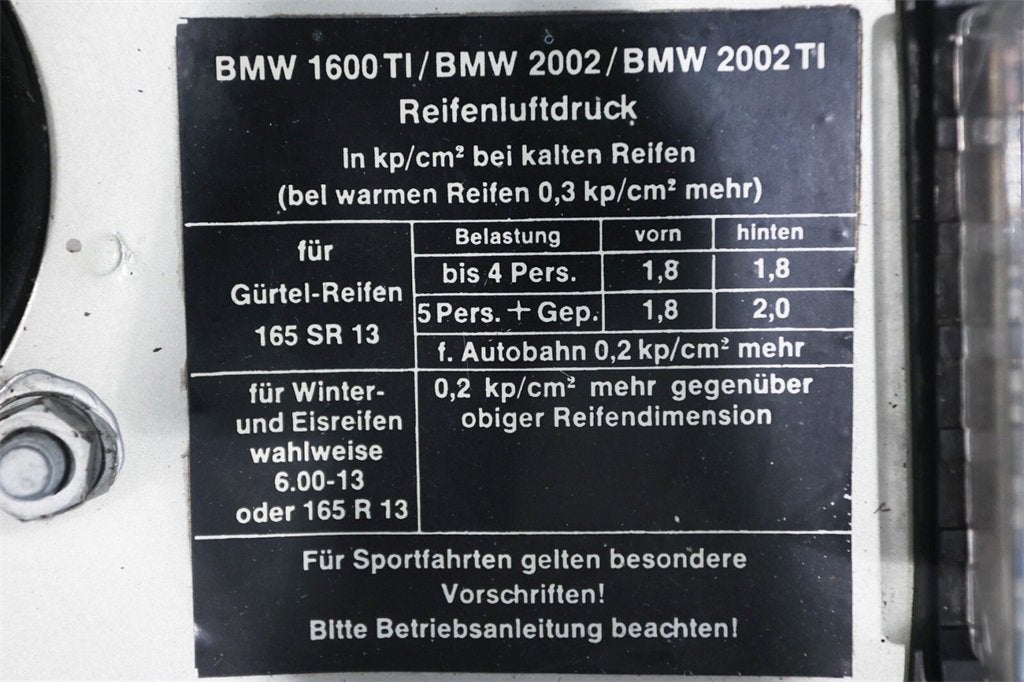 BMW 1600 TI / BMW 2002 / BMW 2002 TI
Reifenluftdruck
In kp/cm² bei kalten Reifen
(bei warmen Reifen 0,3 kp/cm² mehr)
für
Gürtel-Reifen
165 SR 13
Belastung vorn hinten
bis 4 Pers. 1,8 1,8
5 Pers. + Gep. 1,8 2,0
f. Autobahn 0,2 kp/cm² mehr
für Winter-
und Eisreifen
wahlweise
6.00-13
oder 165 R 13
0,2 kp/cm² mehr gegenüber
obiger Reifendimension
Für Sportfahrten gelten besondere
Vorschriften!
Bitte Betriebsanleitung beachten!